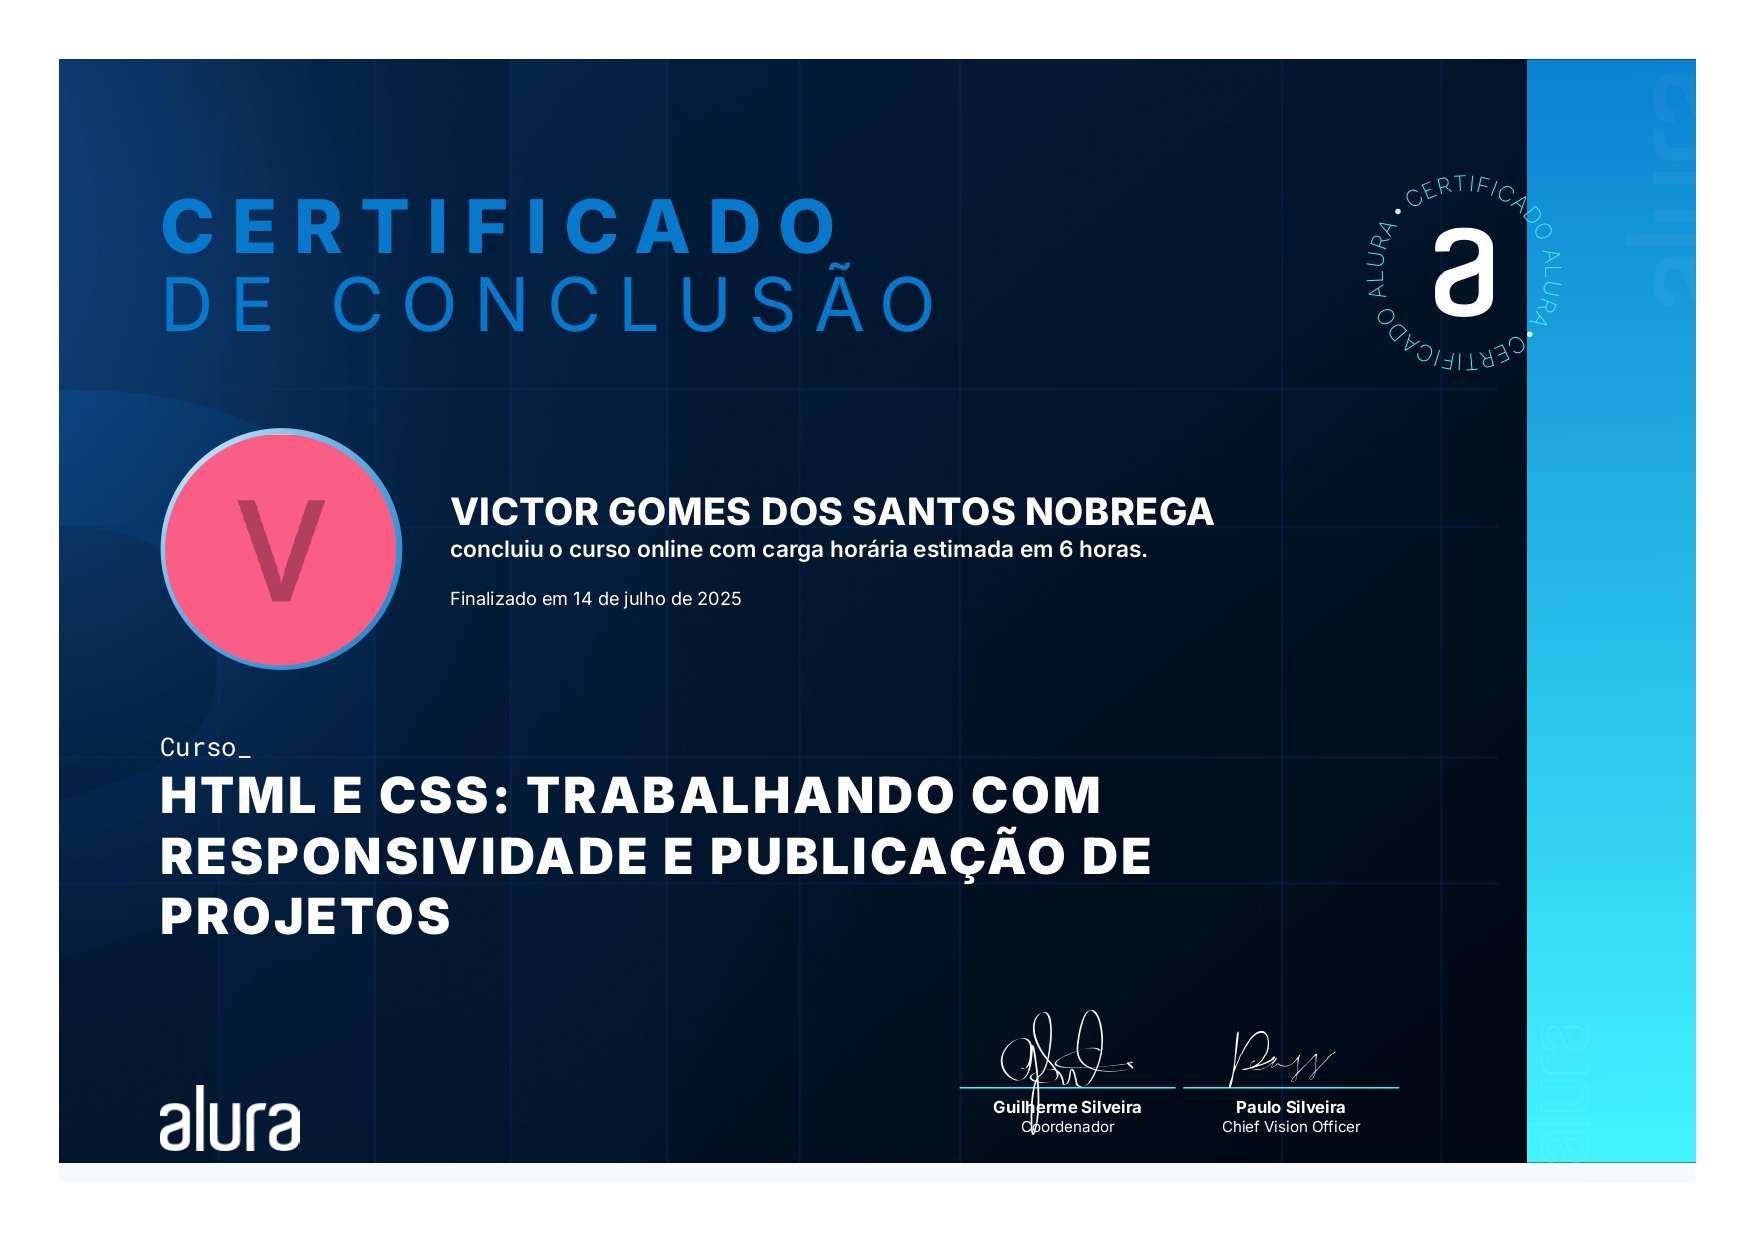 CERTIFICADO
DE CONCLUSÃO
CERTIFICADO ALURA • CERTIFICADO ALURA •
a
V
VICTOR GOMES DOS SANTOS NOBREGA
concluiu o curso online com carga horária estimada em 6 horas.
Finalizado em 14 de julho de 2025
Curso_
HTML E CSS: TRABALHANDO COM
RESPONSIVIDADE E PUBLICAÇÃO DE
PROJETOS
alura
Guilherme Silveira
Coordenador
Paulo Silveira
Chief Vision Officer
alura
alura